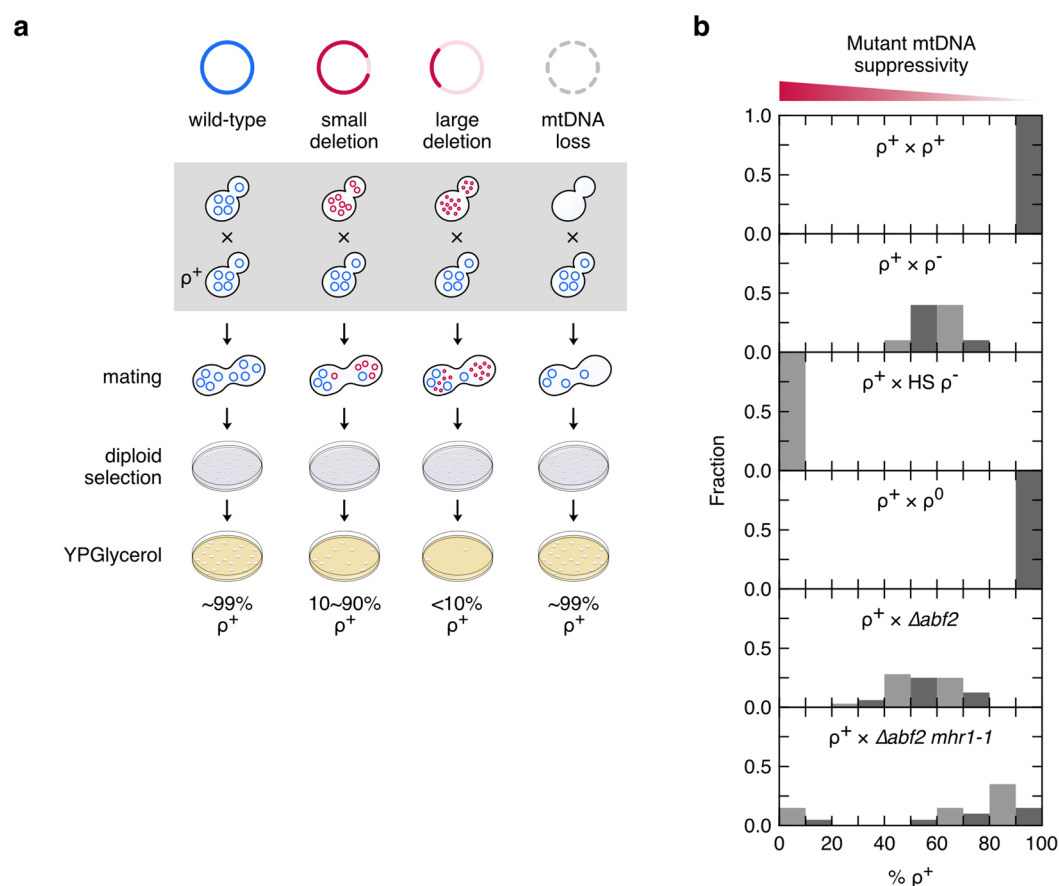 a
wild-type
small
deletion
large
deletion
mtDNA
loss
×
×
×
×
ρ⁺
mating
diploid
selection
YPGlycerol
~99%
ρ⁺
10~90%
ρ⁺
<10%
ρ⁺
~99%
ρ⁺
b
Mutant mtDNA
suppressivity
Fraction
1.0
0.5
0.0
ρ⁺ × ρ⁺
0.5
0.0
ρ⁺ × ρ⁻
0.5
0.0
ρ⁺ × HS ρ⁻
0.5
0.0
ρ⁺ × ρ⁰
0.5
0.0
ρ⁺ × Δabf2
0.5
0.0
ρ⁺ × Δabf2 mhr1-1
0 20 40 60 80 100
% ρ⁺